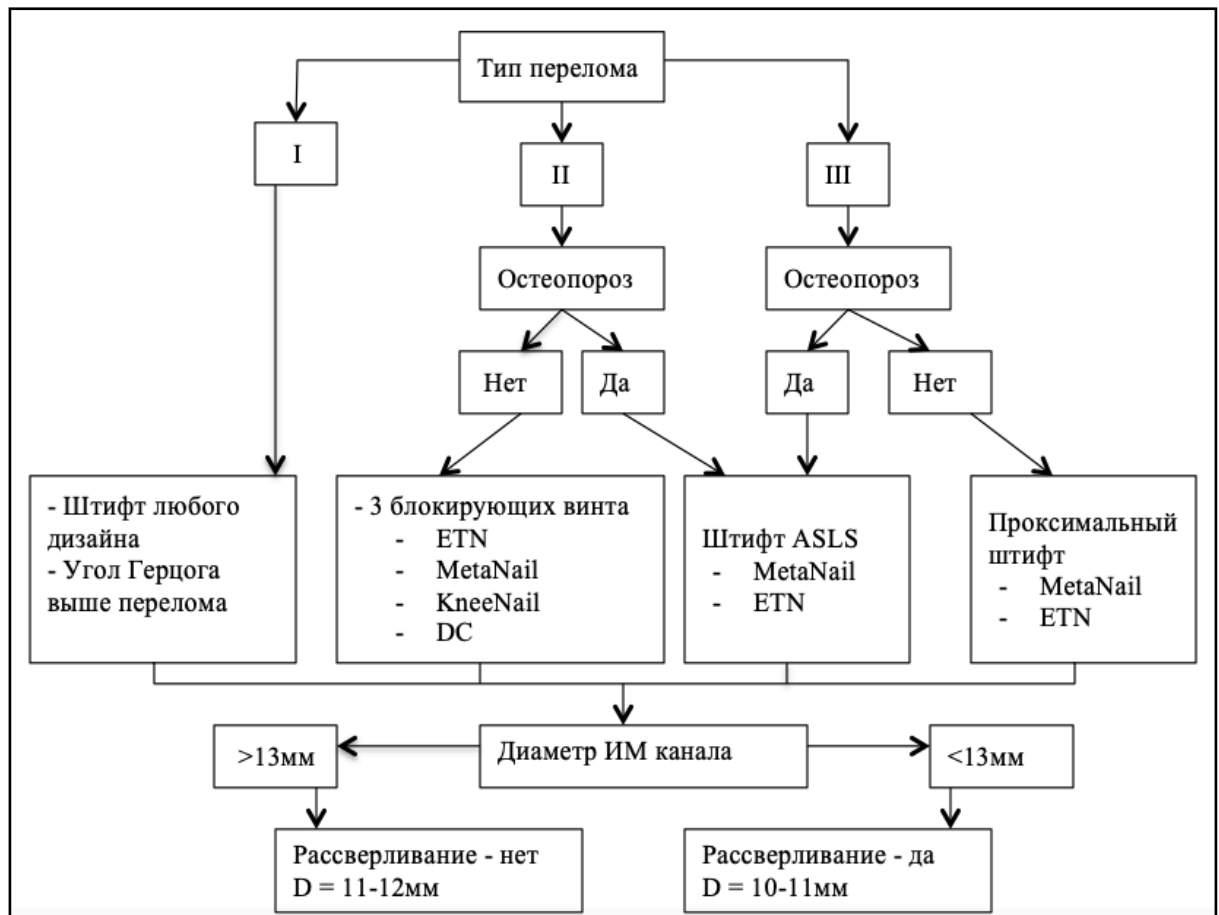 Тип перелома
I
II
III
Остеопороз
Остеопороз
Нет
Да
Да
Нет
- Штифт любого
дизайна
- Угол Герцога
выше перелома
- 3 блокирующих винта
- ETN
- MetaNail
- KneeNail
- DC
Штифт ASLS
- MetaNail
- ETN
Проксимальный
штифт
- MetaNail
- ETN
>13мм
Диаметр ИМ канала
<13мм
Рассверливание - нет
D = 11-12мм
Рассверливание - да
D = 10-11мм